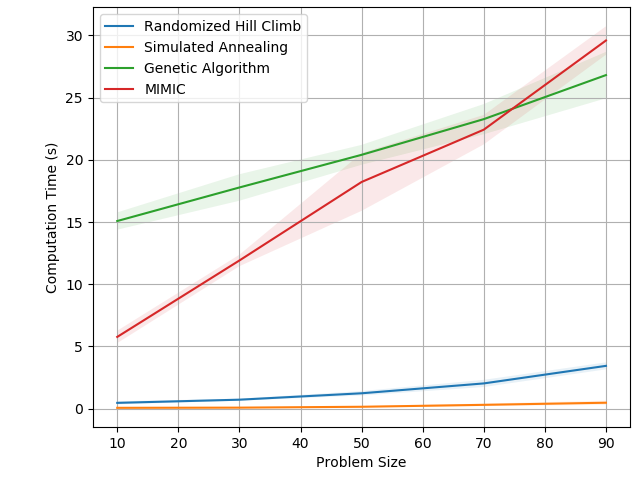 Randomized Hill Climb
Simulated Annealing
Genetic Algorithm
MIMIC
Computation Time (s)
30
25
20
15
10
5
0
10 20 30 40 50 60 70 80 90
Problem Size